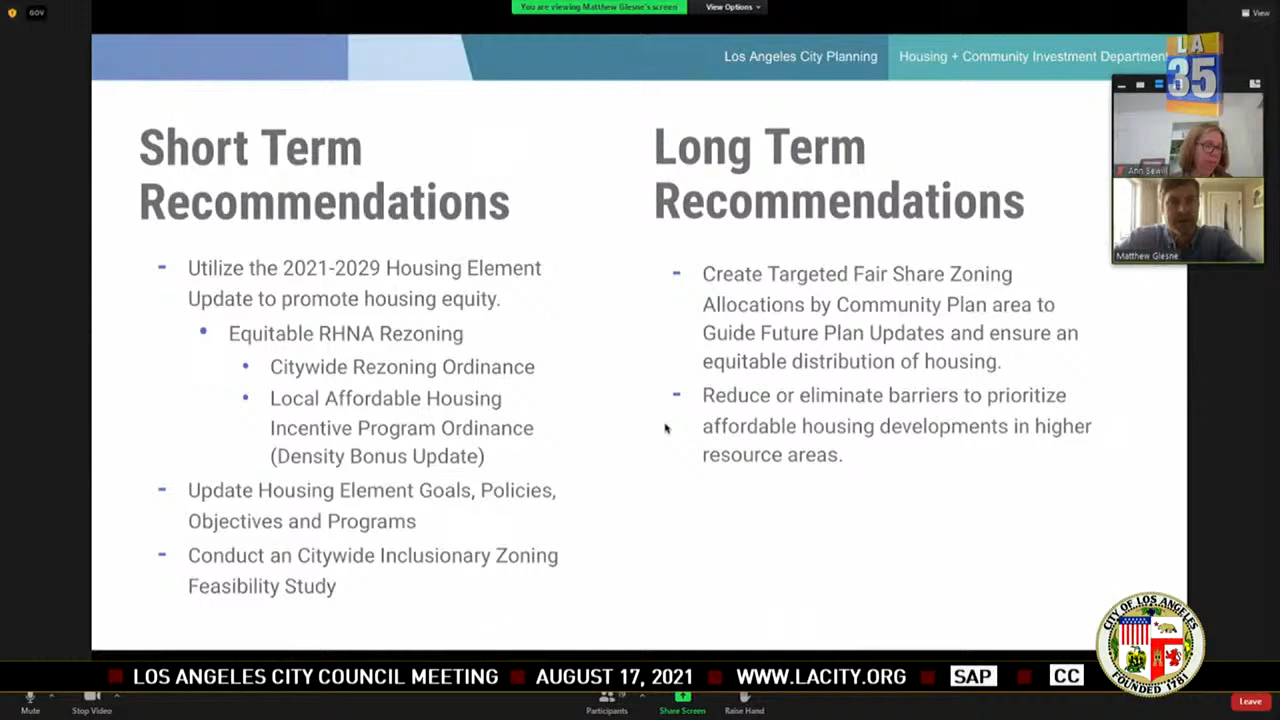 GOV
You are viewing Matthew Glesne's screen
View Options
View
Los Angeles City Planning
Housing + Community Investment Department
LA
35
Short Term
Recommendations
- Utilize the 2021-2029 Housing Element
Update to promote housing equity.
• Equitable RHNA Rezoning
• Citywide Rezoning Ordinance
• Local Affordable Housing
Incentive Program Ordinance
(Density Bonus Update)
- Update Housing Element Goals, Policies,
Objectives and Programs
- Conduct an Citywide Inclusionary Zoning
Feasibility Study
Long Term
Recommendations
- Create Targeted Fair Share Zoning
Allocations by Community Plan area to
Guide Future Plan Updates and ensure an
equitable distribution of housing.
- Reduce or eliminate barriers to prioritize
affordable housing developments in higher
resource areas.
Ann Sewill
Matthew Glesne
CITY OF LOS ANGELES
FOUNDED 1781
LOS ANGELES CITY COUNCIL MEETING AUGUST 17, 2021 WWW.LACITY.ORG SAP CC
Mute
Stop Video
Participants
19
Share Screen
Raise Hand
Leave